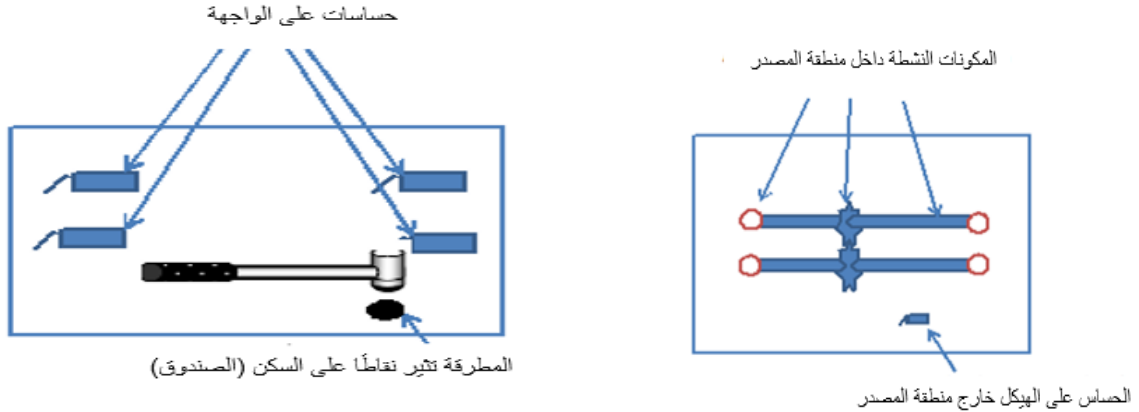 حساسات على الواجهة
المكونات النشطة داخل منطقة المصدر
المطرقة تثير نقاطًا على السكن (الصندوق)
الحساس على الهيكل خارج منطقة المصدر